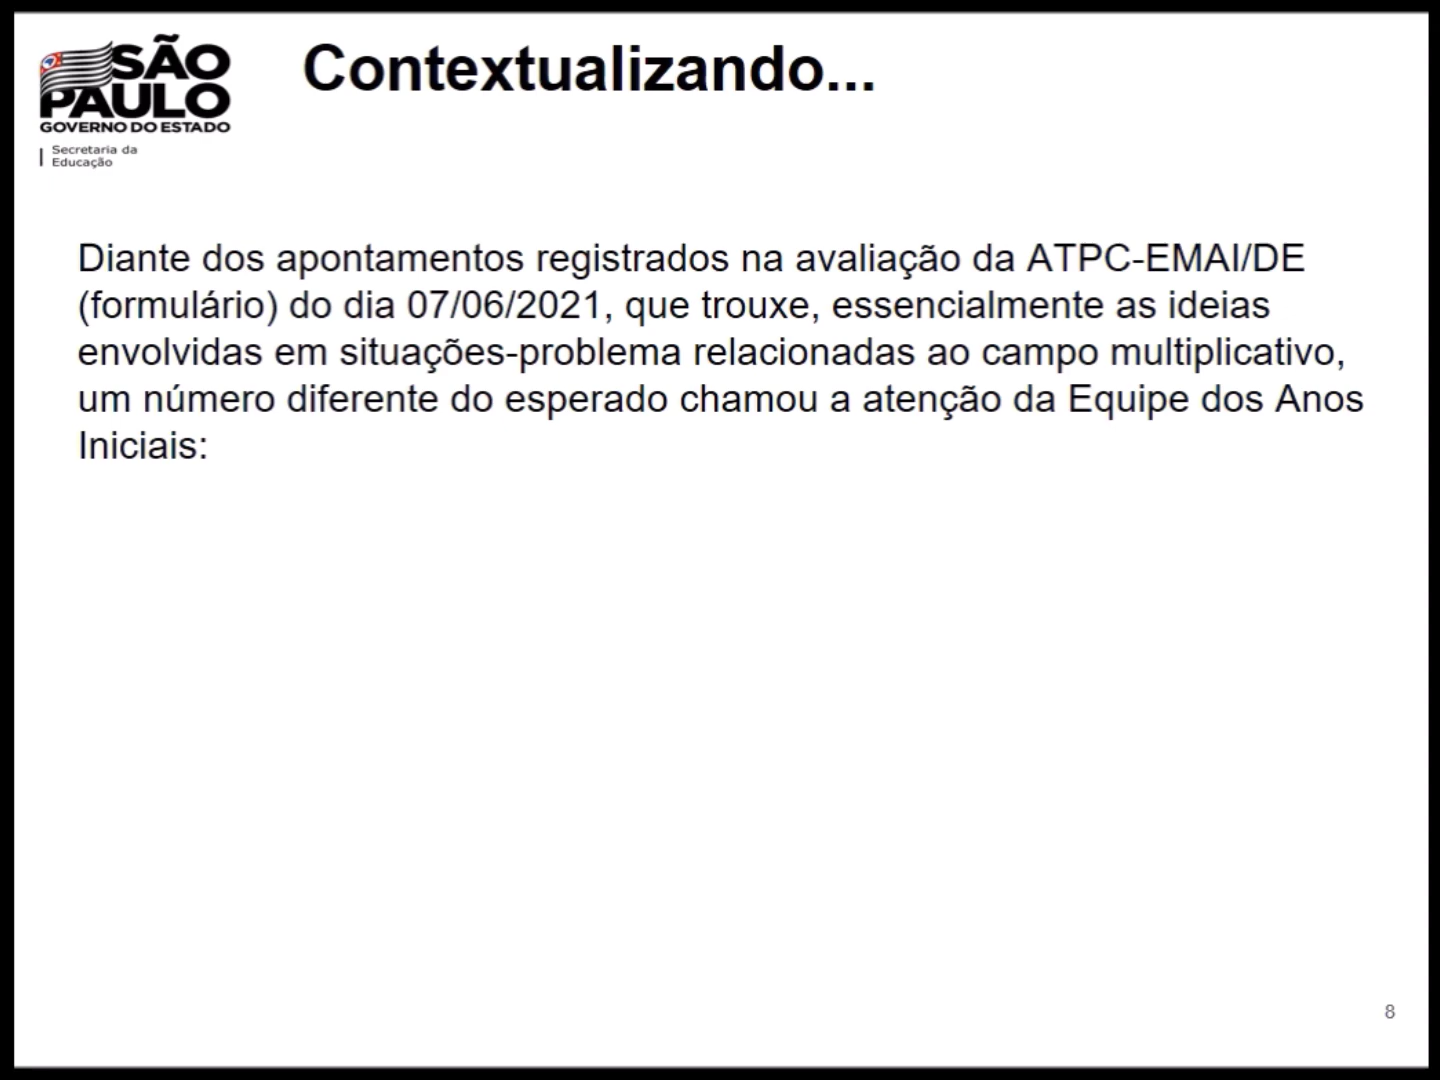 SÃO
PAULO
GOVERNO DO ESTADO
Secretaria da
Educação
Contextualizando...
Diante dos apontamentos registrados na avaliação da ATPC-EMAI/DE
(formulário) do dia 07/06/2021, que trouxe, essencialmente as ideias
envolvidas em situações-problema relacionadas ao campo multiplicativo,
um número diferente do esperado chamou a atenção da Equipe dos Anos
Iniciais:
8